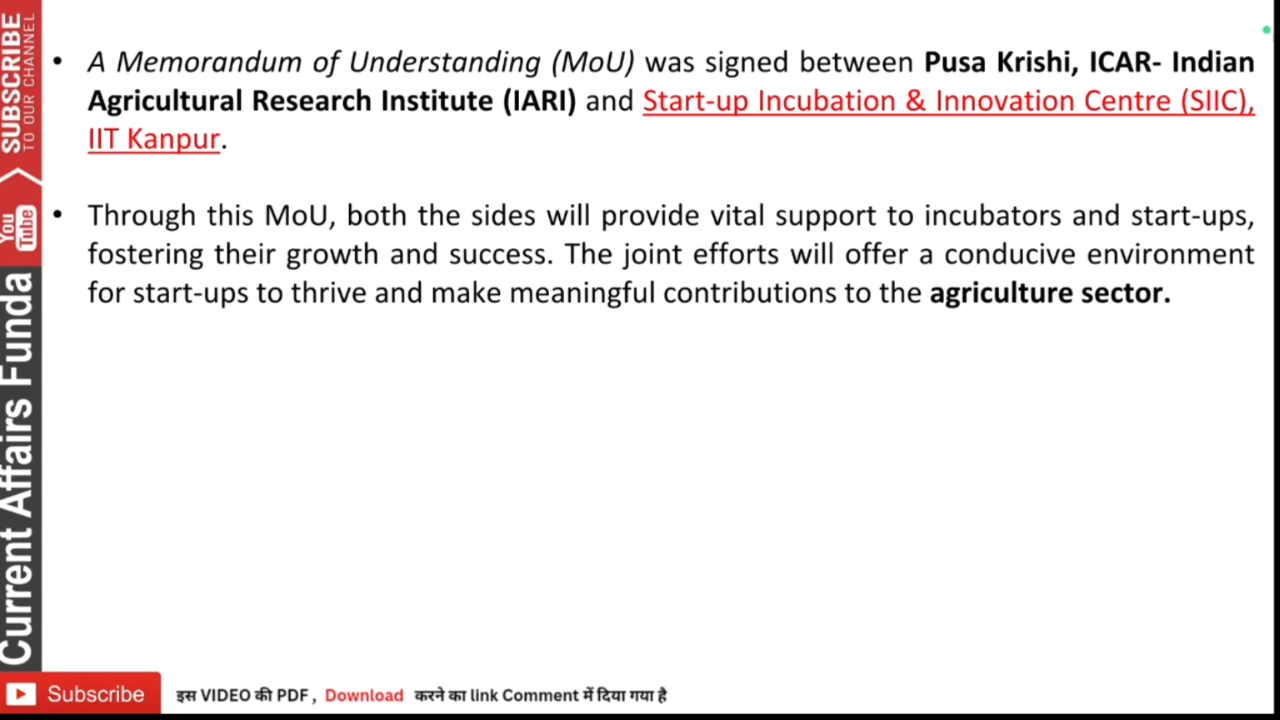 SUBSCRIBE
TO OUR CHANNEL
You
Tube
Current Affairs Funda
• A Memorandum of Understanding (MoU) was signed between Pusa Krishi, ICAR- Indian
Agricultural Research Institute (IARI) and Start-up Incubation & Innovation Centre (SIIC),
IIT Kanpur.
• Through this MoU, both the sides will provide vital support to incubators and start-ups,
fostering their growth and success. The joint efforts will offer a conducive environment
for start-ups to thrive and make meaningful contributions to the agriculture sector.
Subscribe
इस VIDEO की PDF , Download करने का link Comment में दिया गया है